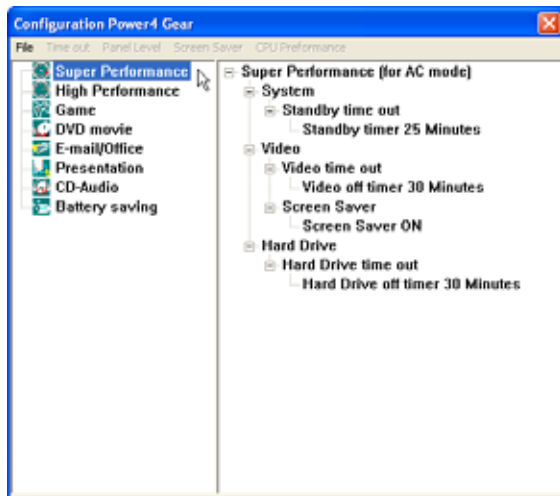 Configuration Power4 Gear
File Time out Panel Level Screen Saver CPU Preformance
Super Performance
High Performance
Game
DVD movie
E-mail/Office
Presentation
CD-Audio
Battery saving
Super Performance (for AC mode)
System
Standby time out
Standby timer 25 Minutes
Video
Video time out
Video off timer 30 Minutes
Screen Saver
Screen Saver ON
Hard Drive
Hard Drive time out
Hard Drive off timer 30 Minutes